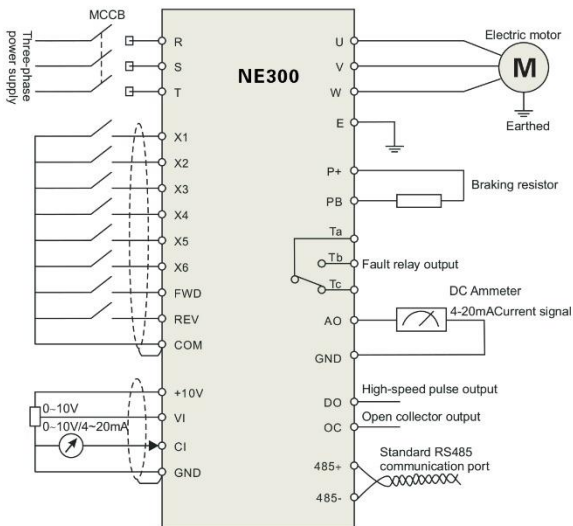 MCCB
Three-phase
power supply
R
S
T
NE300
U
V
W
Electric motor
M
Earthed
E
X1
X2
X3
X4
X5
X6
FWD
REV
COM
P+
PB
Braking resistor
Ta
Tb
Tc
Fault relay output
DC Ammeter
4-20mACurrent signal
AO
GND
+10V
0~10V
VI
0~10V/4~20mA
CI
GND
DO
High-speed pulse output
OC
Open collector output
Standard RS485
communication port
485+
485-